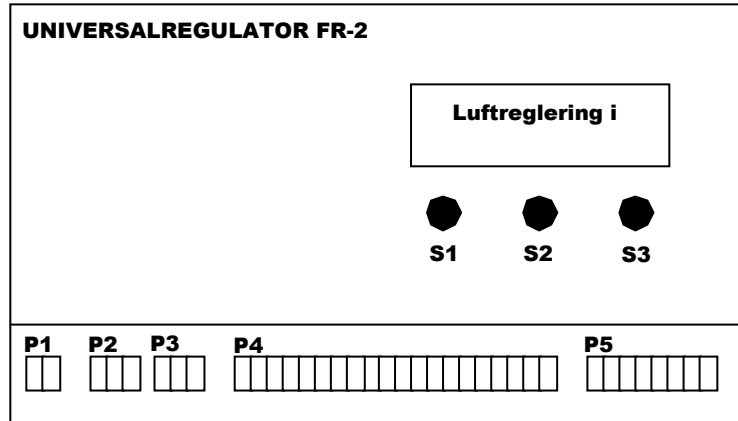 UNIVERSALREGULATOR FR-2
Luftreglering i
S1 S2 S3
P1 P2 P3 P4 P5